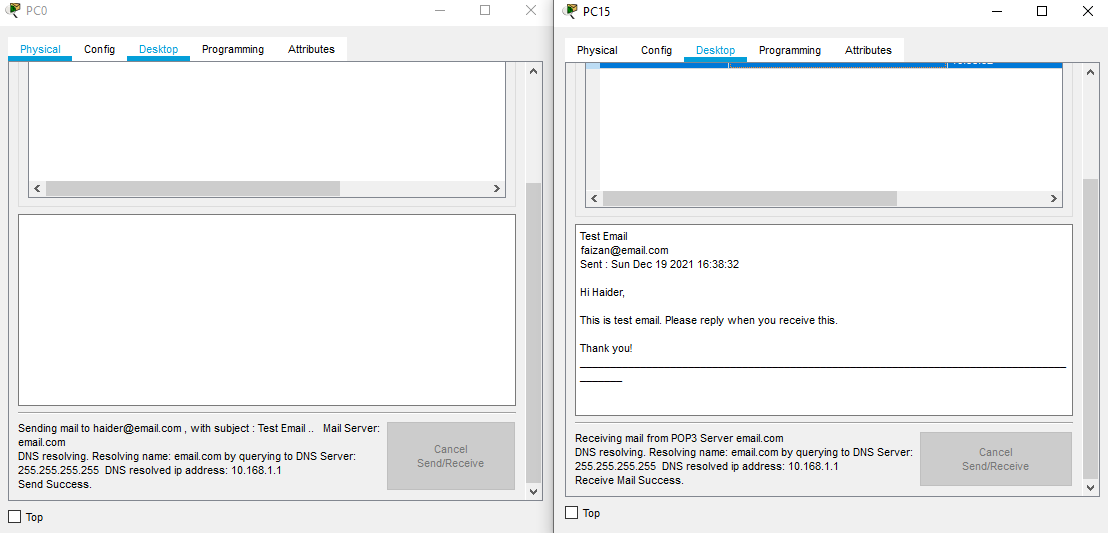 PC0
Physical Config Desktop Programming Attributes
Sending mail to haider@email.com , with subject : Test Email .. Mail Server:
email.com
DNS resolving. Resolving name: email.com by querying to DNS Server:
255.255.255.255 DNS resolved ip address: 10.168.1.1
Send Success.
Cancel
Send/Receive
Top
PC15
Physical Config Desktop Programming Attributes
Test Email
faizan@email.com
Sent : Sun Dec 19 2021 16:38:32
Hi Haider,
This is test email. Please reply when you receive this.
Thank you!
Receiving mail from POP3 Server email.com
DNS resolving. Resolving name: email.com by querying to DNS Server:
255.255.255.255 DNS resolved ip address: 10.168.1.1
Receive Mail Success.
Cancel
Send/Receive
Top